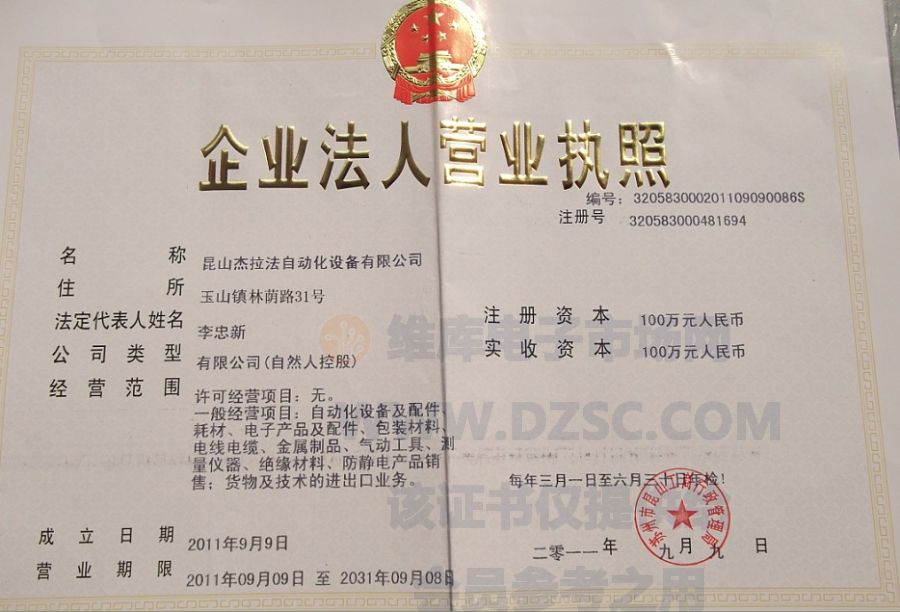 企业法人营业执照
编号: 320583000201109090086S
注册号 320583000481694
名 称 昆山杰拉法自动化设备有限公司
住 所 玉山镇林荫路31号
法定代表人姓名 李忠新
注册资本 100万元人民币
公司类型 有限公司(自然人控股)
实收资本 100万元人民币
经营范围 许可经营项目: 无。
一般经营项目: 自动化设备及配件、
耗材、电子产品及配件、包装材料、
电线电缆、金属制品、气动工具、测
量仪器、绝缘材料、防静电产品销
售; 货物及技术的进出口业务。
每年三月一日至六月三十日年检!
成立日期 2011年9月9日
二零一一年 九月九 日
营业期限 2011年09月09日 至 2031年09月08日
维库电子市场网
WWW.DZSC.COM
该证书仅提供
会员参考之用